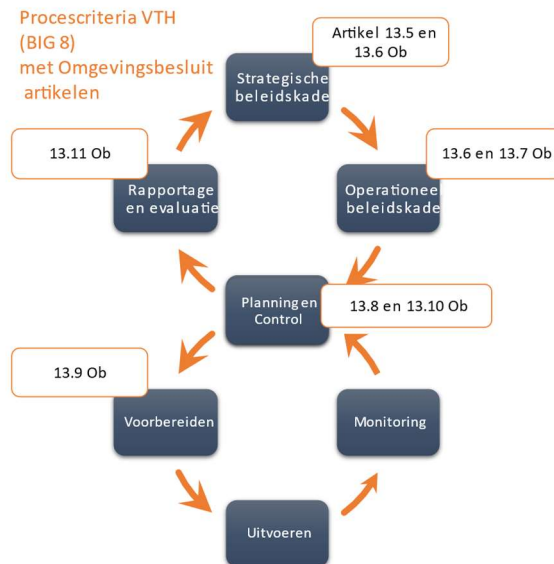 Procescriteria VTH
(BIG 8)
met Omgevingsbesluit
artikelen
Artikel 13.5 en
13.6 Ob
Strategische
beleidskade
13.11 Ob
Rapportage
en evaluatie
13.6 en 13.7 Ob
Operationee
beleidskade
Planning en
Control
13.8 en 13.10 Ob
13.9 Ob
Voorbereiden
Monitoring
Uitvoeren